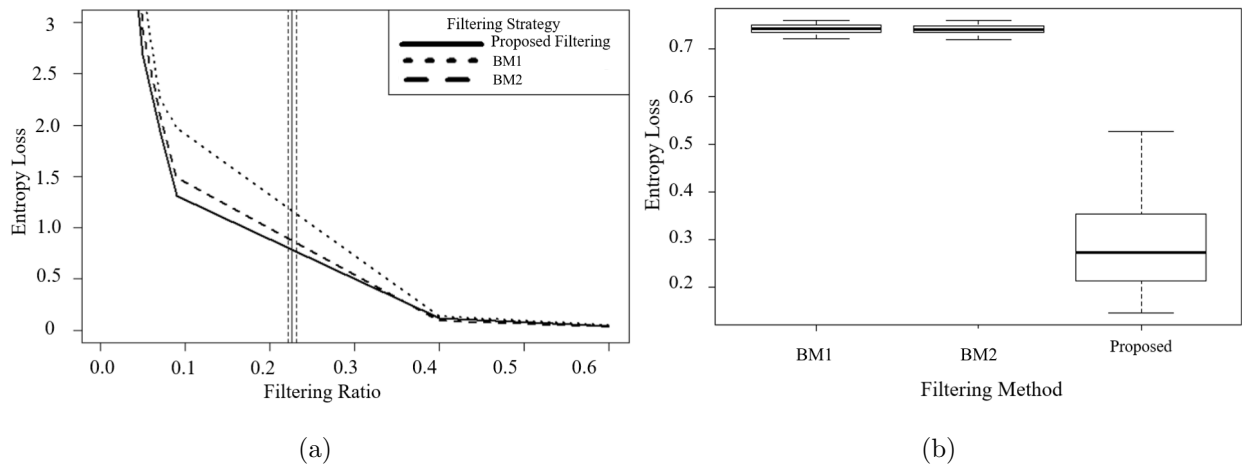 3
2.5
2.0
1.5
1.0
0.5
0
Entropy Loss
Filtering Strategy
Proposed Filtering
BM1
BM2
0.0 0.1 0.2 0.3 0.4 0.5 0.6
Filtering Ratio
(a)
0.7
0.6
0.5
0.4
0.3
0.2
Entropy Loss
BM1 BM2 Proposed
Filtering Method
(b)